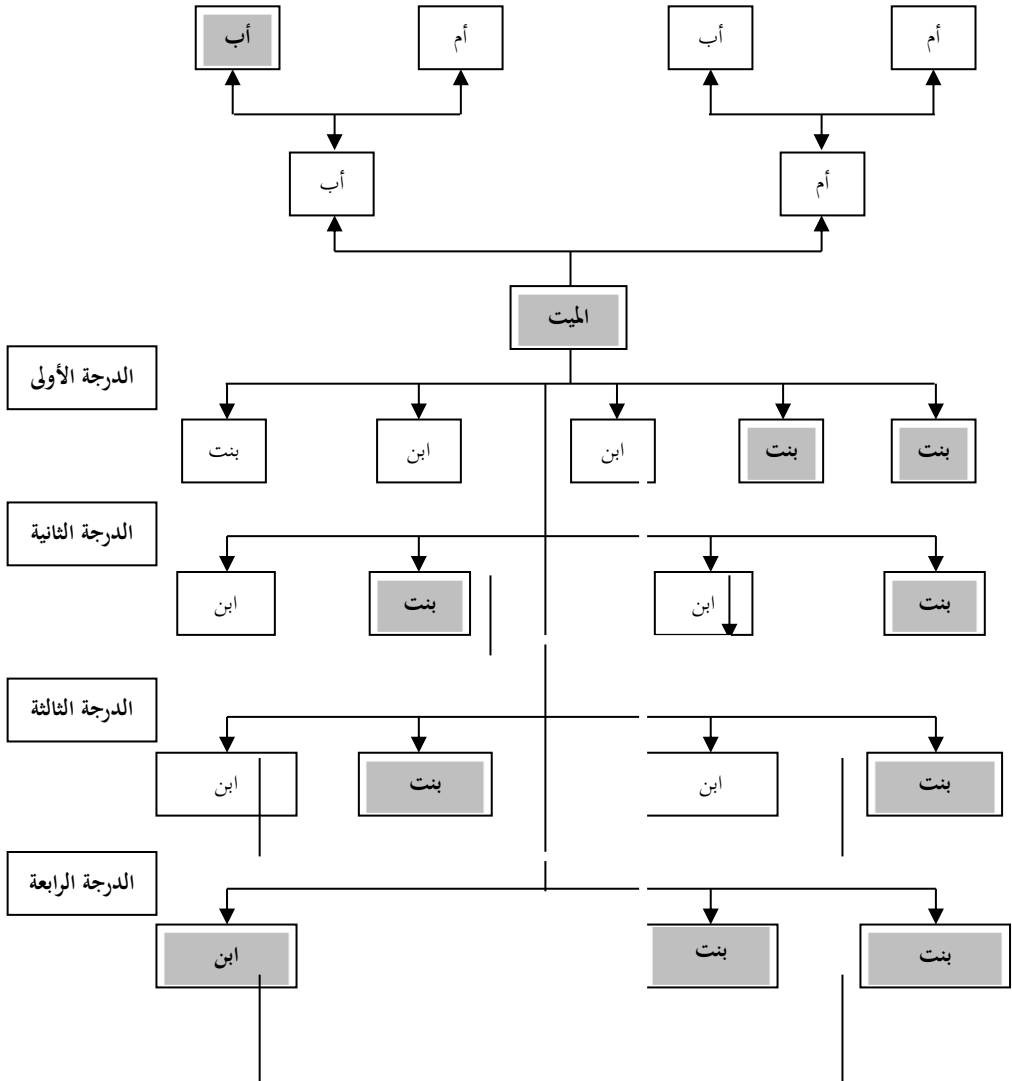 أم
أب
أم
أب
أم
أب
الميت
الدرجة الأولى
بنت
بنت
ابن
ابن
بنت
الدرجة الثانية
بنت
ابن
بنت
ابن
الدرجة الثالثة
بنت
ابن
بنت
ابن
الدرجة الرابعة
بنت
بنت
ابن